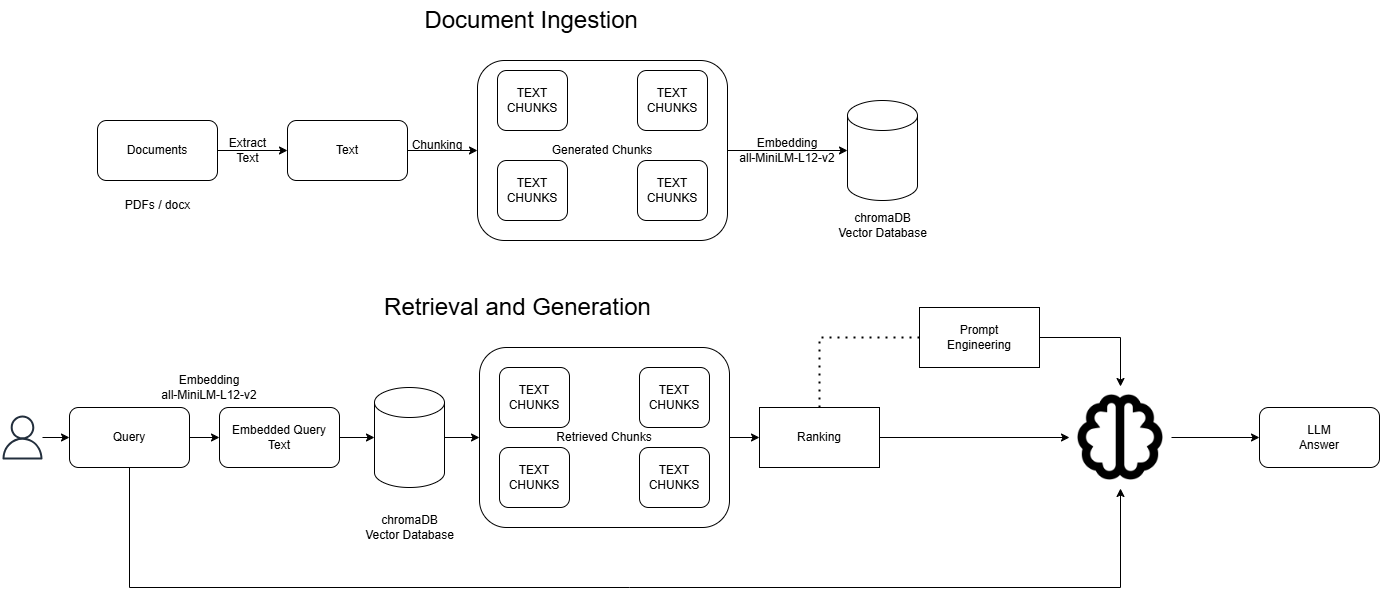 Document Ingestion
TEXT
CHUNKS
TEXT
CHUNKS
Documents
Extract
Text
Text
Chunking
Generated Chunks
Embedding
all-MiniLM-L12-v2
TEXT
CHUNKS
TEXT
CHUNKS
PDFs / docx
chromaDB
Vector Database
Retrieval and Generation
Prompt
Engineering
Embedding
all-MiniLM-L12-v2
TEXT
CHUNKS
TEXT
CHUNKS
Query
Embedded Query
Text
Retrieved Chunks
Ranking
LLM
Answer
TEXT
CHUNKS
TEXT
CHUNKS
chromaDB
Vector Database